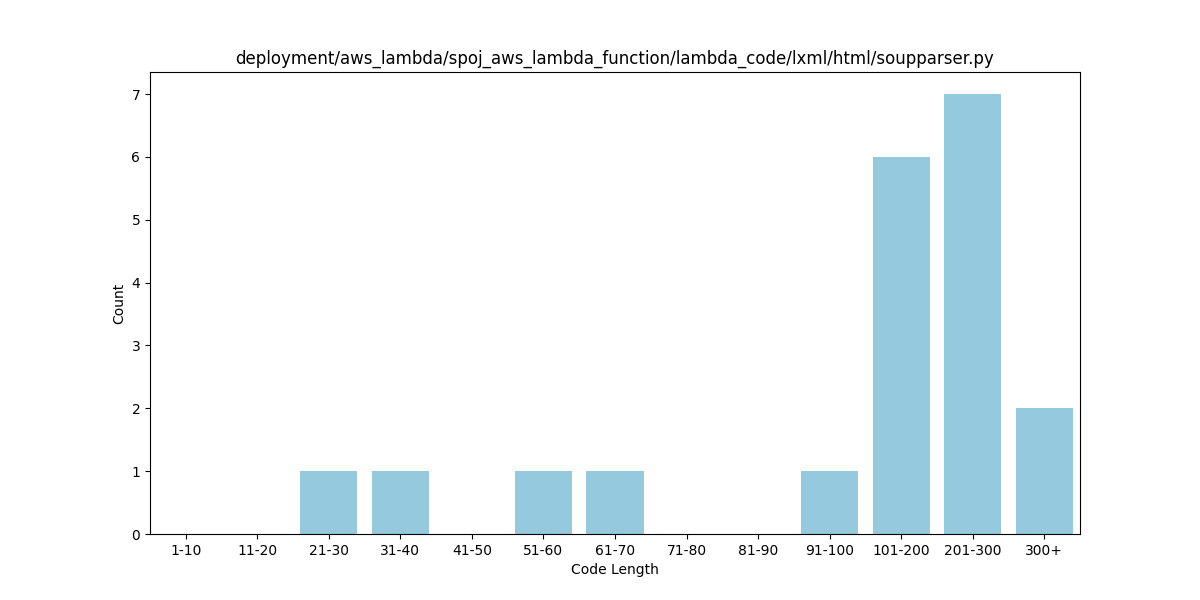 deployment/aws_lambda/spoj_aws_lambda_function/lambda_code/lxml/html/soupparser.py
7
6
5
4
3
2
1
0
Count
1-10 11-20 21-30 31-40 41-50 51-60 61-70 71-80 81-90 91-100 101-200 201-300 300+
Code Length